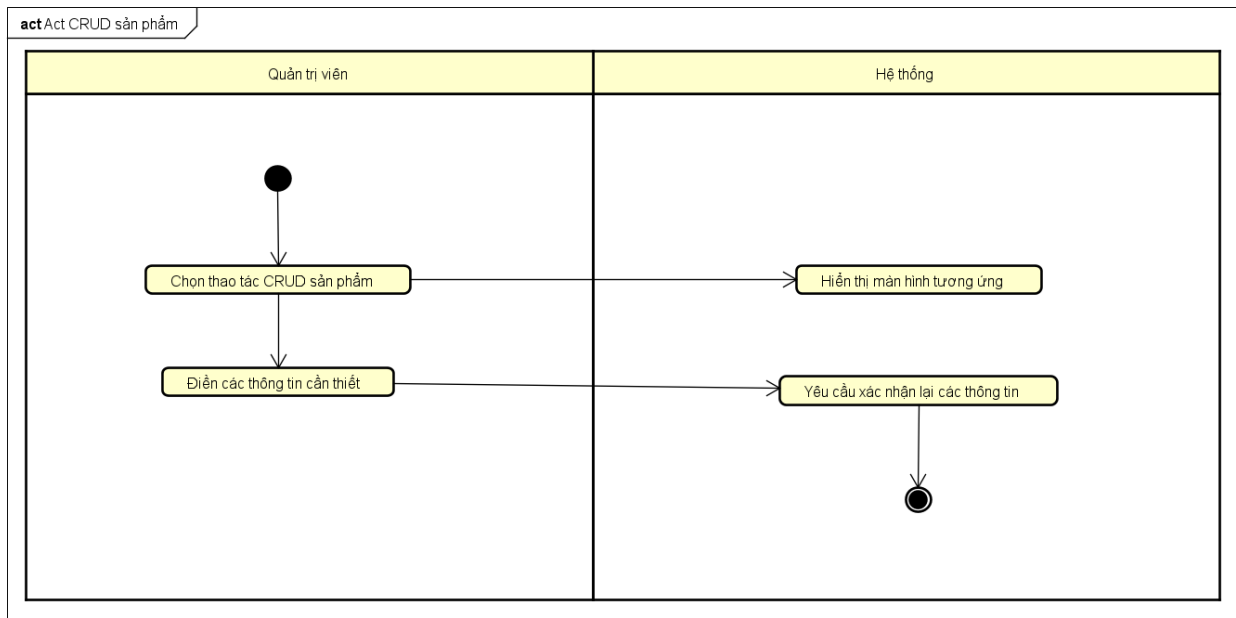 act Act CRUD sản phẩm
Quản trị viên
Hệ thống
Chọn thao tác CRUD sản phẩm
Hiển thị màn hình tương ứng
Điền các thông tin cần thiết
Yêu cầu xác nhận lại các thông tin